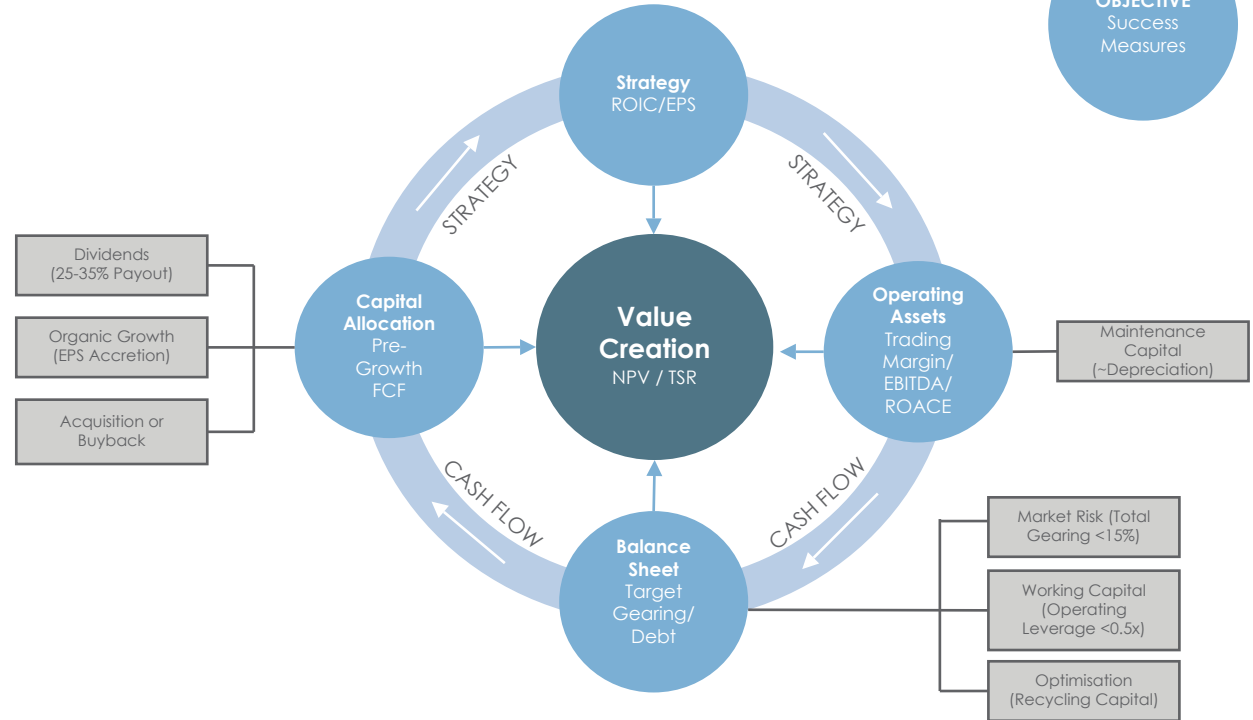 OBJECTIVE
Success
Measures
Strategy
ROIC/EPS
STRATEGY
STRATEGY
Dividends
(25-35% Payout)
Organic Growth
(EPS Accretion)
Acquisition or
Buyback
Capital
Allocation
Pre-
Growth
FCF
Value
Creation
NPV / TSR
Operating
Assets
Trading
Margin/
EBITDA/
ROACE
Maintenance
Capital
(~Depreciation)
CASH FLOW
CASH FLOW
Balance
Sheet
Target
Gearing/
Debt
Market Risk (Total
Gearing <15%)
Working Capital
(Operating
Leverage <0.5x)
Optimisation
(Recycling Capital)